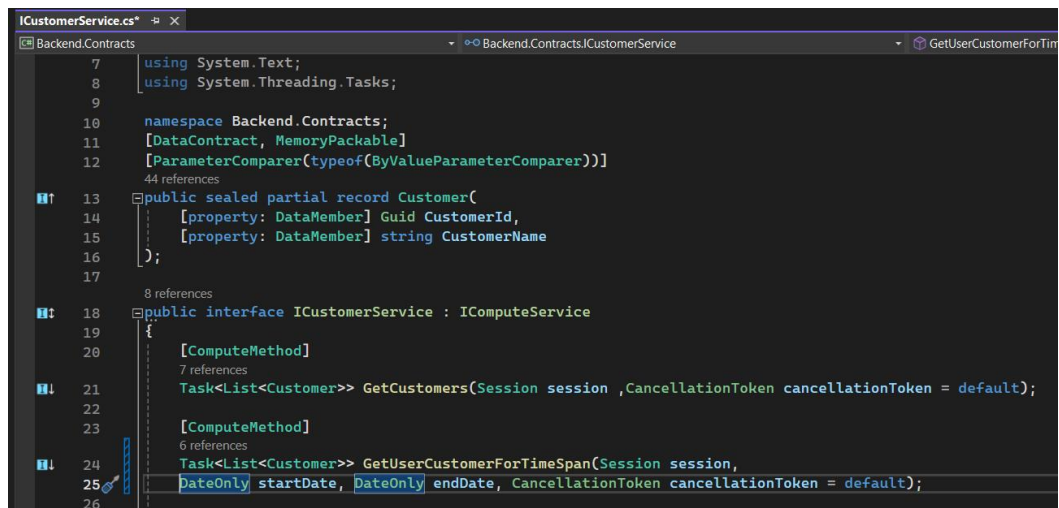 ICustomerService.cs*
Backend.Contracts Backend.Contracts.ICustomerService GetUserCustomerForTim
7 using System.Text;
8 using System.Threading.Tasks;
9
10 namespace Backend.Contracts;
11 [DataContract, MemoryPackable]
12 [ParameterComparer(typeof(ByValueParameterComparer))]
44 references
13 public sealed partial record Customer(
14 [property: DataMember] Guid CustomerId,
15 [property: DataMember] string CustomerName
16 );
17
8 references
18 public interface ICustomerService : IComputeService
19 {
20 [ComputeMethod]
7 references
21 Task<List<Customer>> GetCustomers(Session session ,CancellationToken cancellationToken = default);
22
23 [ComputeMethod]
6 references
24 Task<List<Customer>> GetUserCustomerForTimeSpan(Session session,
25 DateOnly startDate, DateOnly endDate, CancellationToken cancellationToken = default);
26